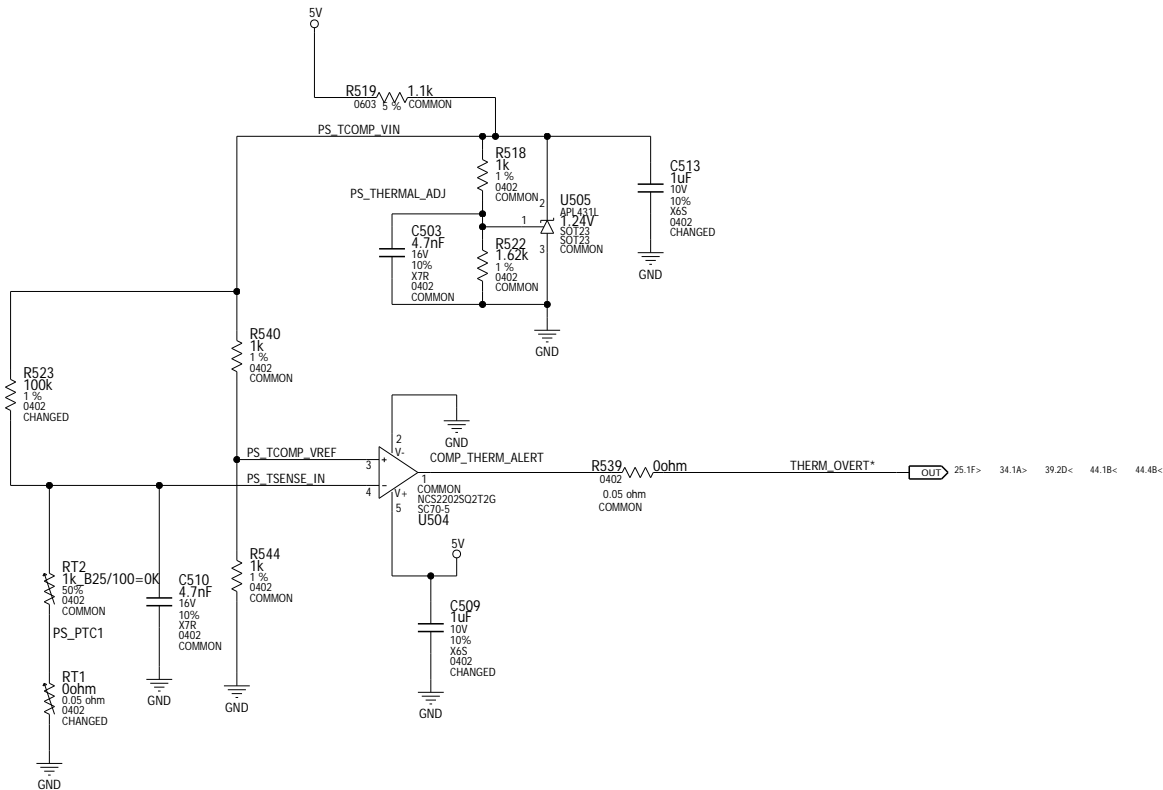 5V
R519 1.1k
0603 5 % COMMON
PS_TCOMP_VIN
R518
1k
1 %
0402
COMMON
PS_THERMAL_ADJ
C513
1uF
10V
10%
X6S
0402
CHANGED
GND
2
1
3
U505
APL431L
1.24V
SOT23
SOT23
COMMON
C503
4.7nF
16V
10%
X7R
0402
COMMON
R522
1.62k
1 %
0402
COMMON
GND
R540
1k
1 %
0402
COMMON
R523
100k
1 %
0402
CHANGED
2
V-
GND
PS_TCOMP_VREF
3
+
COMP_THERM_ALERT
PS_TSENSE_IN
4
-
1
COMMON
NCS2202SQ2T2G
SC70-5
U504
V+
5
R539 0ohm
0402
0.05 ohm
COMMON
THERM_OVERT*
OUT
25.1F> 34.1A> 39.2D< 44.1B< 44.4B<
5V
R544
1k
1 %
0402
COMMON
GND
RT2
1k_B25/100=0K
50%
0402
COMMON
PS_PTC1
C510
4.7nF
16V
10%
X7R
0402
COMMON
GND
C509
1uF
10V
10%
X6S
0402
CHANGED
GND
RT1
0ohm
0.05 ohm
0402
CHANGED
GND